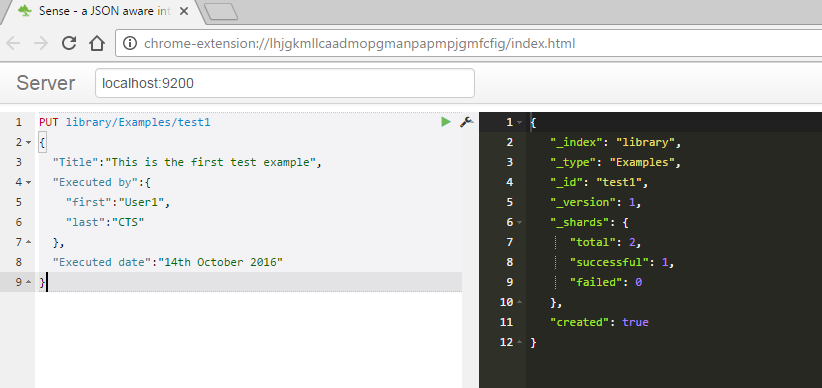 Sense - a JSON aware int
chrome-extension://lhjgkmllcaadmopgmanpapmpjgmfcfig/index.html
Server localhost:9200
1 PUT library/Examples/test1
2 {
3 "Title":"This is the first test example",
4 "Executed by":{
5 "first":"User1",
6 "last":"CTS"
7 },
8 "Executed date":"14th October 2016"
9 }
1 {
2 "_index": "library",
3 "_type": "Examples",
4 "_id": "test1",
5 "_version": 1,
6 "_shards": {
7 "total": 2,
8 "successful": 1,
9 "failed": 0
10 },
11 "created": true
12 }